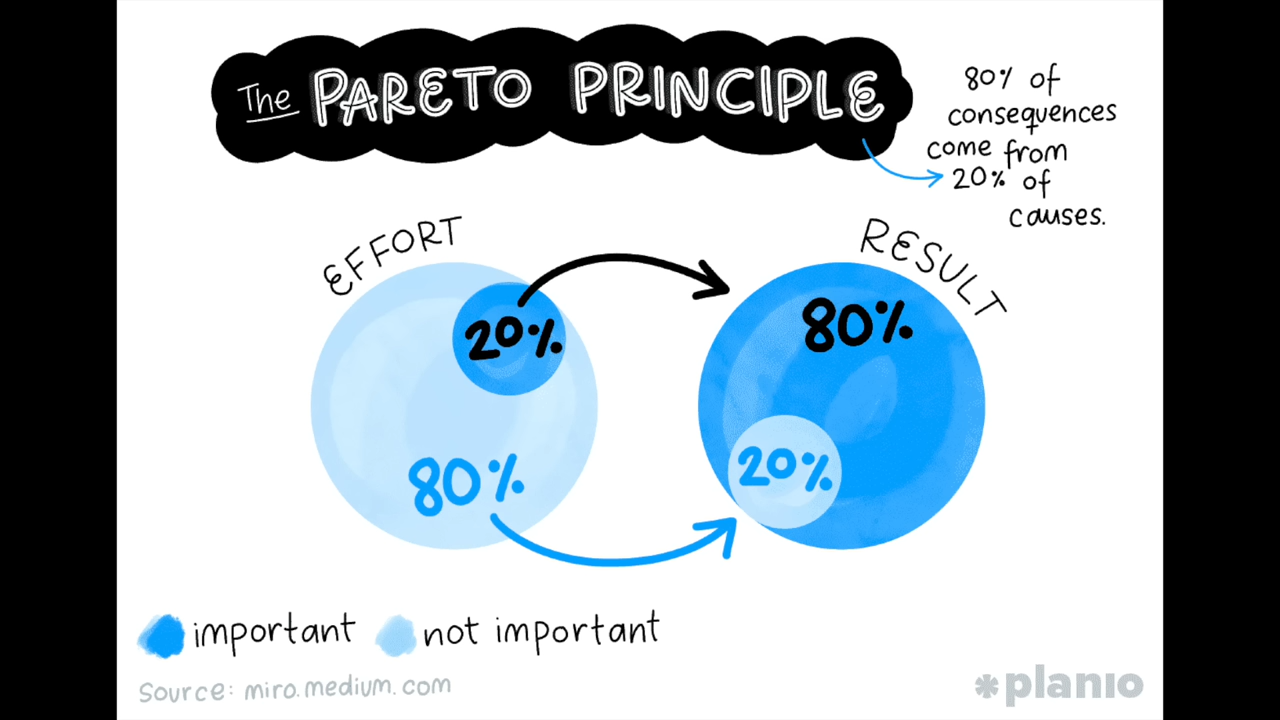 The PARETO PRINCIPLE
80% of
consequences
come from
20% of
causes.
EFFORT
RESULT
20%
80%
80%
20%
important
not important
Source: miro.medium.com
*planio